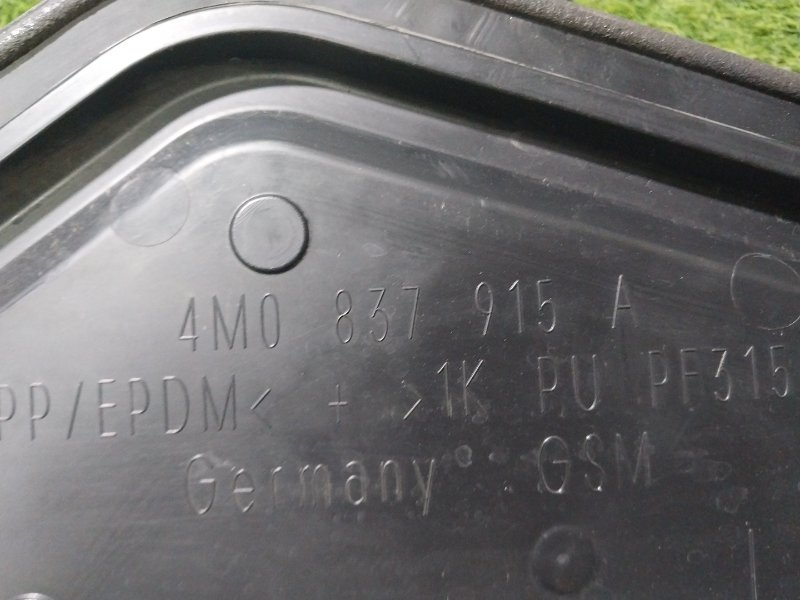 4M0 837 915 A
PP/EPDM< + >1K PU PF315
Germany GSM